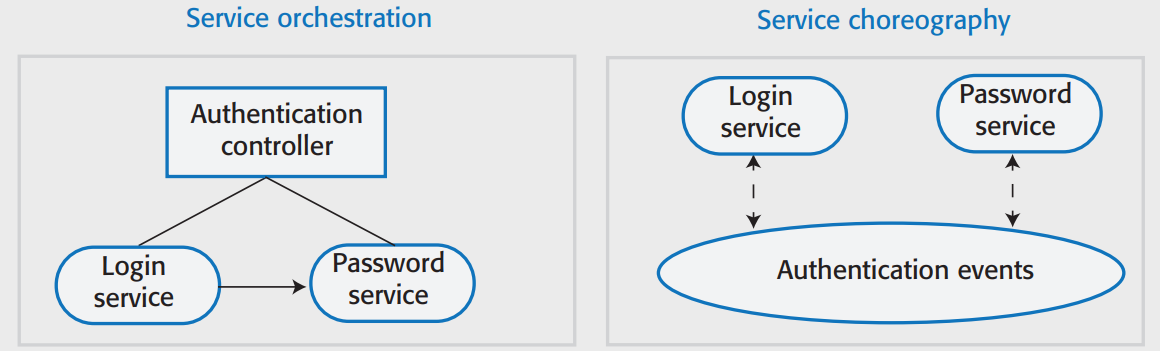 Service orchestration
Authentication
controller
Login
service
Password
service
Service choreography
Login
service
Password
service
Authentication events